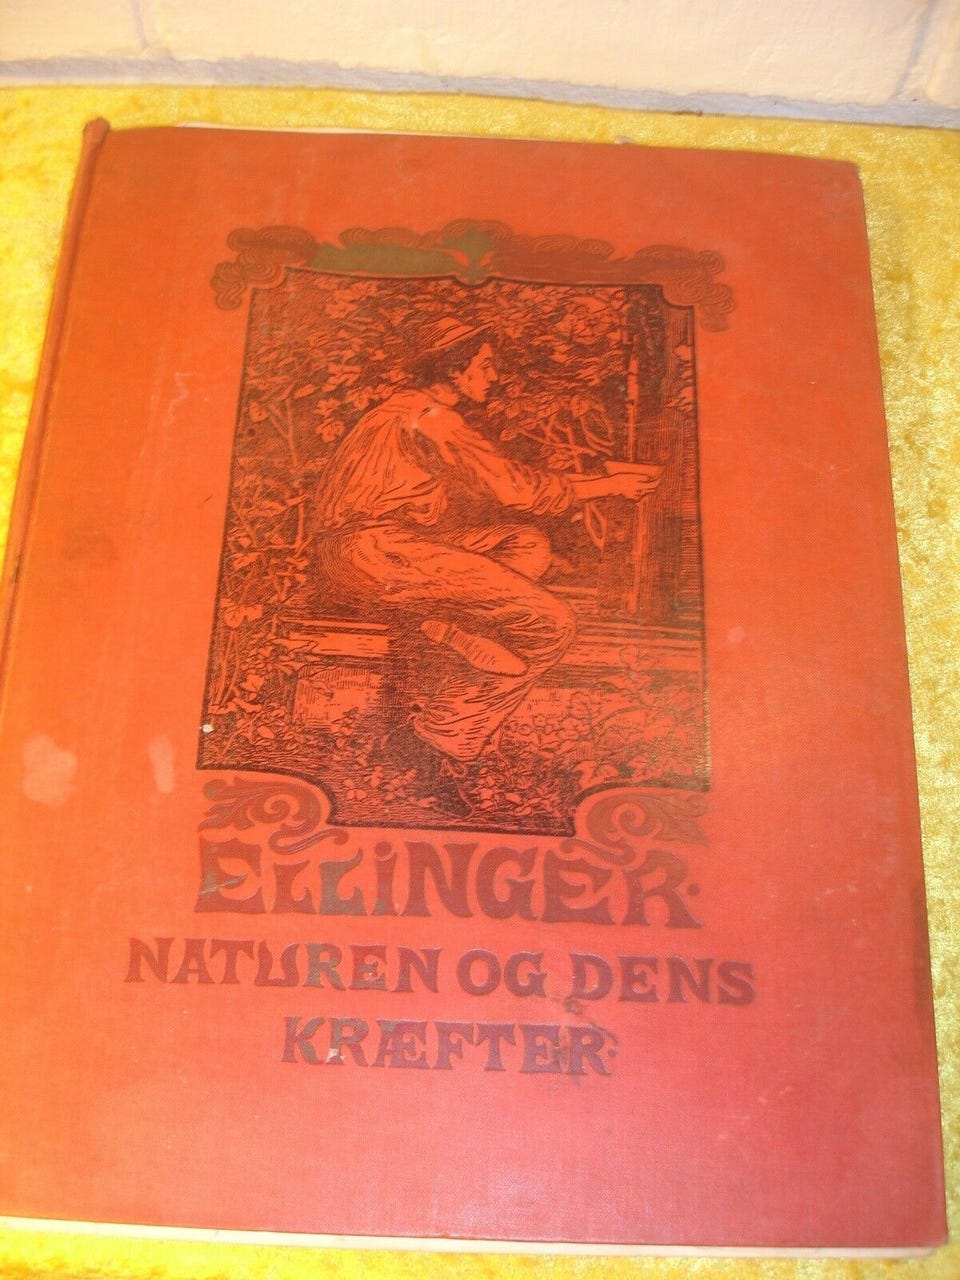 ELLiNGER.
NATUREN OG DENS
KRÆFTER.